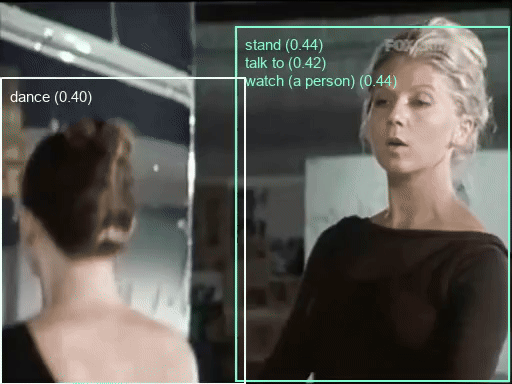 stand (0.44)
talk to (0.42)
watch (a person) (0.44)
dance (0.40)